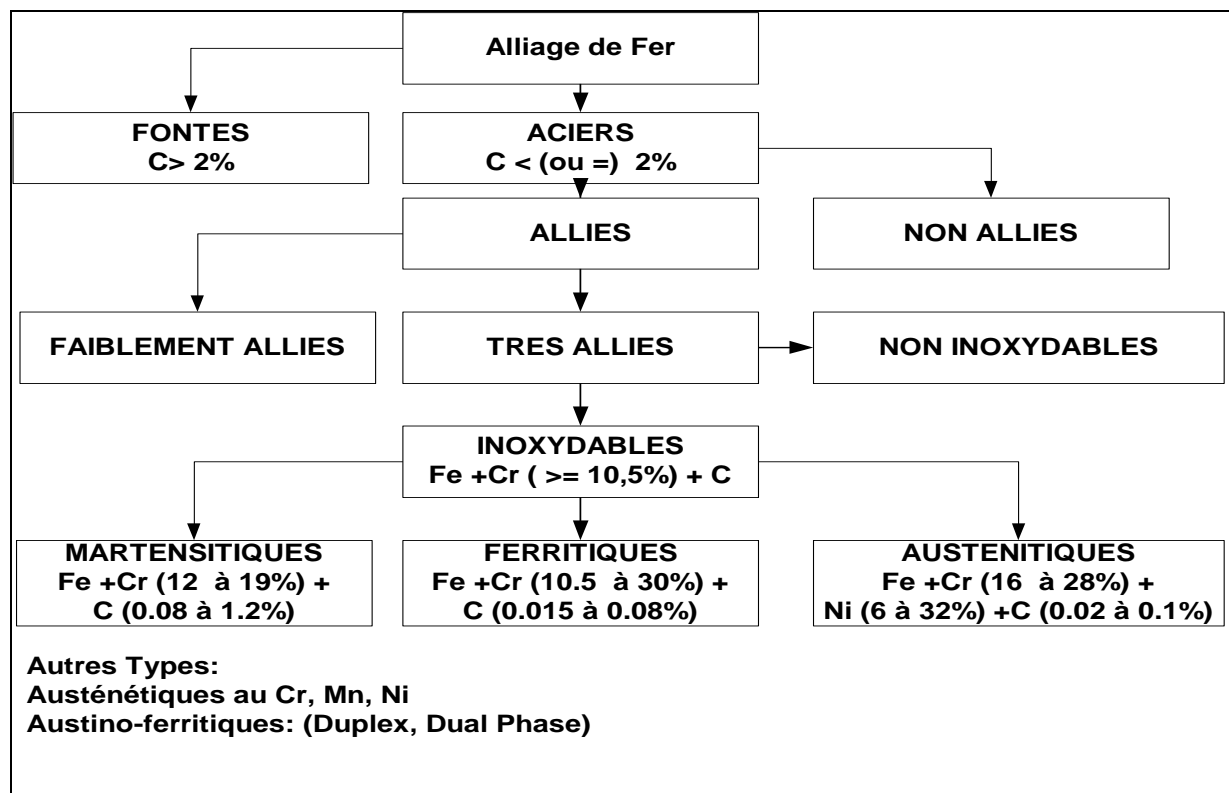 Alliage de Fer
FONTES
C> 2%
ACIERS
C < (ou =)  2%
ALLIES
NON ALLIES
FAIBLEMENT ALLIES
TRES ALLIES
NON INOXYDABLES
INOXYDABLES
Fe +Cr ( >= 10,5%) + C
MARTENSITIQUES
Fe +Cr (12  à 19%) +
C (0.08 à 1.2%)
FERRITIQUES
Fe +Cr (10.5  à 30%) +
C (0.015 à 0.08%)
AUSTENITIQUES
Fe +Cr (16  à 28%) +
Ni (6 à 32%) +C (0.02 à 0.1%)
Autres Types:
Austénétiques au Cr, Mn, Ni
Austino-ferritiques: (Duplex, Dual Phase)